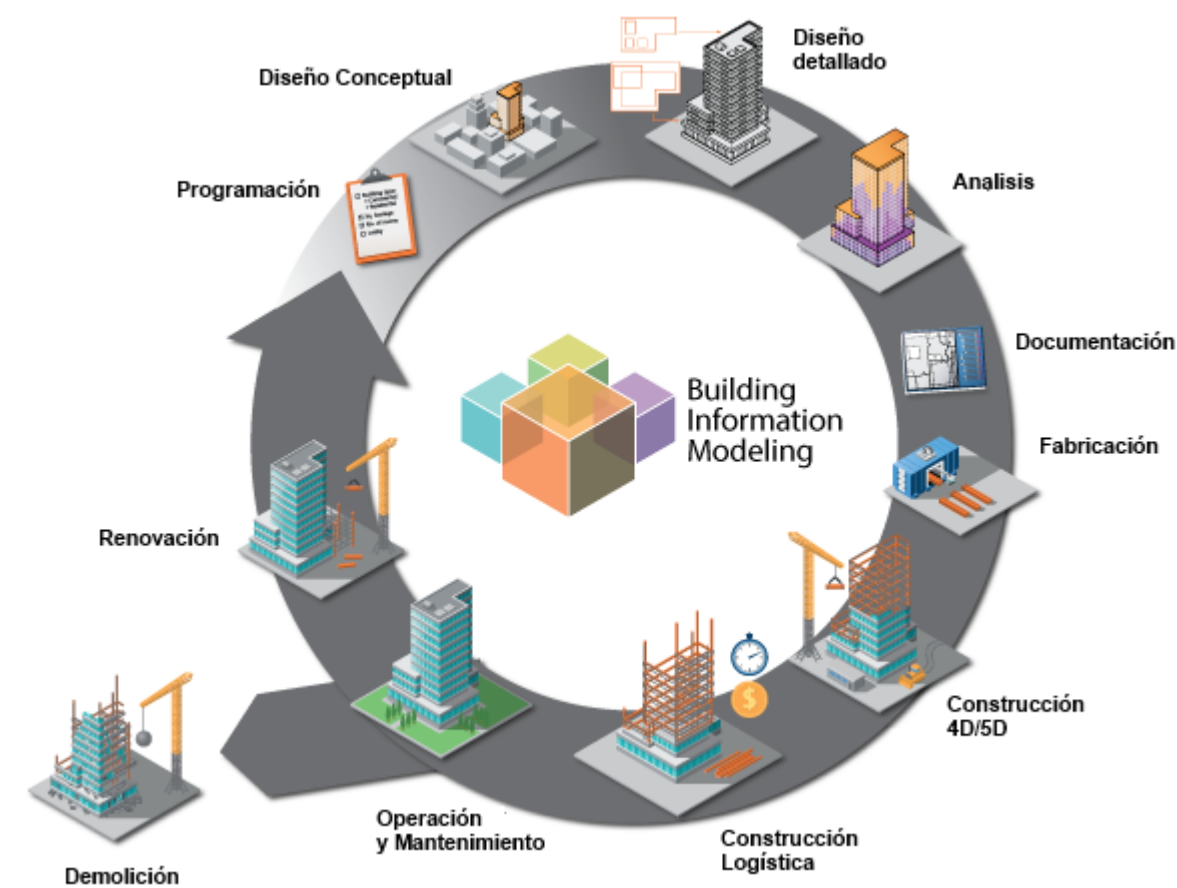 Diseño
detallado
Diseño Conceptual
Programación
Analisis
Documentación
Fabricación
Building
Information
Modeling
Renovación
Construcción
4D/5D
$
Operación
y Mantenimiento
Construcción
Logística
Demolición